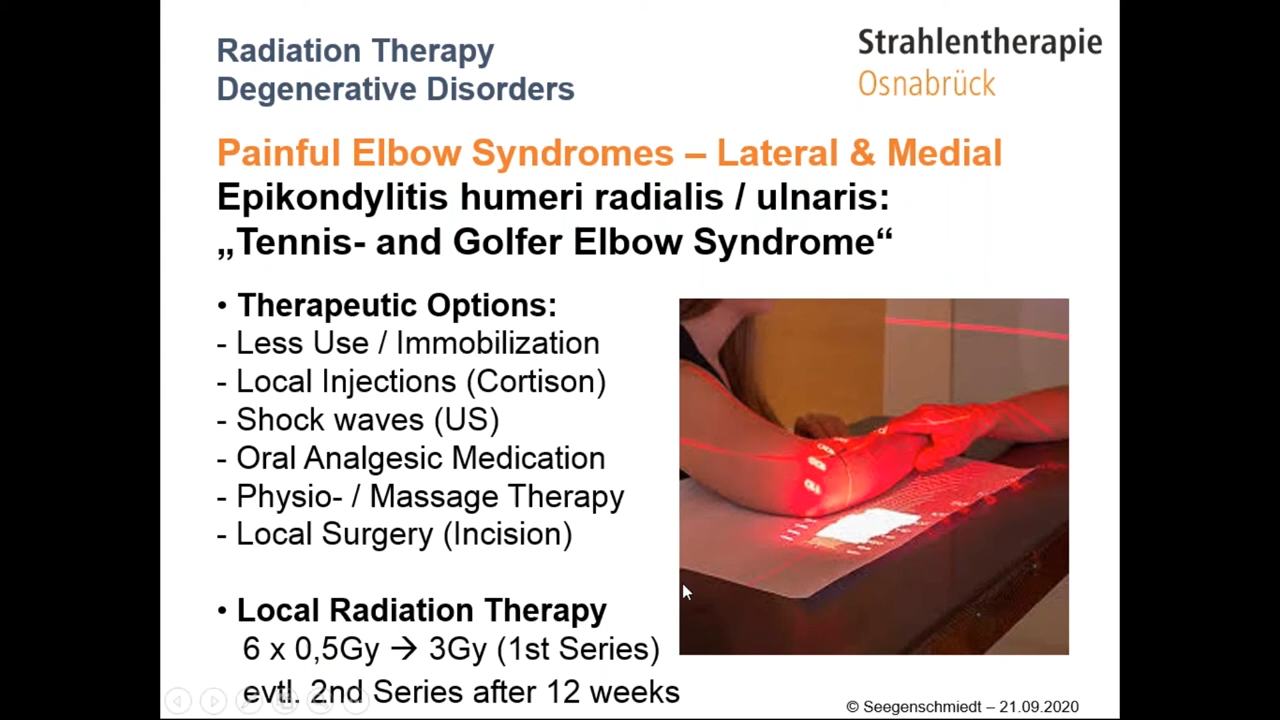 Radiation Therapy
Degenerative Disorders
Strahlentherapie
Osnabrück
Painful Elbow Syndromes – Lateral & Medial
Epikondylitis humeri radialis / ulnaris:
„Tennis- and Golfer Elbow Syndrome“
• Therapeutic Options:
- Less Use / Immobilization
- Local Injections (Cortison)
- Shock waves (US)
- Oral Analgesic Medication
- Physio- / Massage Therapy
- Local Surgery (Incision)
• Local Radiation Therapy
6 x 0,5Gy → 3Gy (1st Series)
evtl. 2nd Series after 12 weeks
© Seegenschmiedt – 21.09.2020